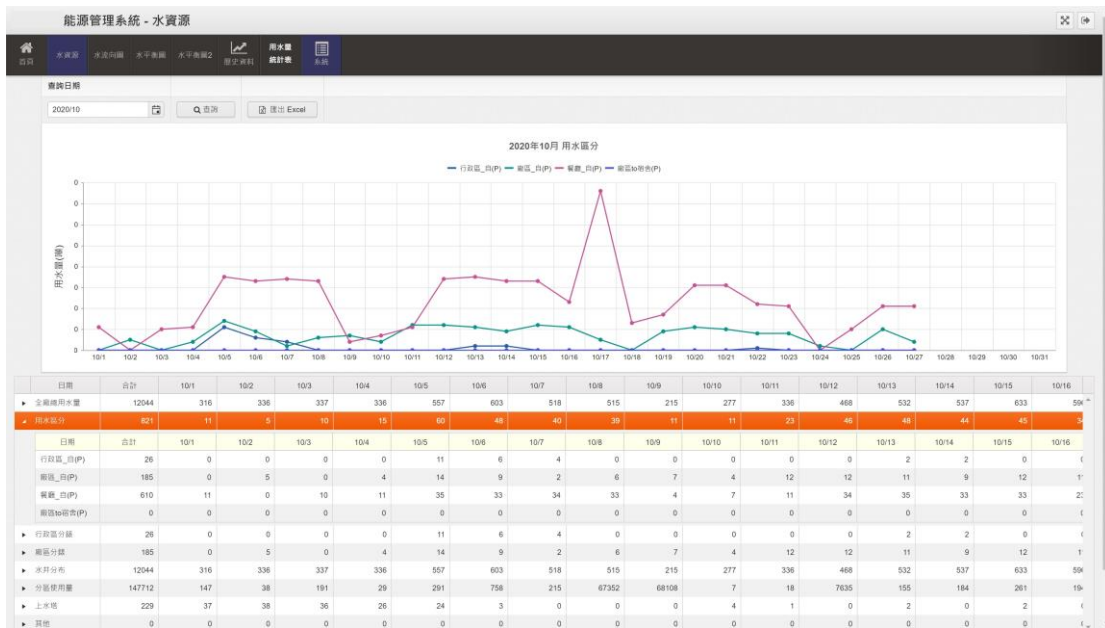 能源管理系統 - 水資源
首頁 水資源 水流向圖 水平衡圖 水平衡圖2 歷史資料 用水量統計表 系統
查詢日期
2020/10 查詢 匯出 Excel
2020年10月 用水區分
行政區_自(P) 廠區_自(P) 餐廳_自(P) 廠區to宿舍(P)
用水量(噸)
0
0
0
0
0
0
0
0
0
10/1 10/2 10/3 10/4 10/5 10/6 10/7 10/8 10/9 10/10 10/11 10/12 10/13 10/14 10/15 10/16 10/17 10/18 10/19 10/20 10/21 10/22 10/23 10/24 10/25 10/26 10/27 10/28 10/29 10/30 10/31
日期 合計 10/1 10/2 10/3 10/4 10/5 10/6 10/7 10/8 10/9 10/10 10/11 10/12 10/13 10/14 10/15 10/16
全廠總用水量 12044 316 336 337 336 557 603 518 515 215 277 336 468 532 537 633
用水區分 821 11 5 10 15 60 48 40 39 11 11 23 46 48 44 45
日期 合計 10/1 10/2 10/3 10/4 10/5 10/6 10/7 10/8 10/9 10/10 10/11 10/12 10/13 10/14 10/15 10/16
行政區_自(P) 26 0 0 0 0 11 6 4 0 0 0 0 0 2 2 0
廠區_自(P) 185 0 5 0 4 14 9 2 6 7 4 12 12 11 9 12
餐廳_自(P) 610 11 0 10 11 35 33 34 33 4 7 11 34 35 33 33
廠區to宿舍(P) 0 0 0 0 0 0 0 0 0 0 0 0 0 0 0 0
行政區分錶 26 0 0 0 0 11 6 4 0 0 0 0 0 2 2 0
廠區分錶 185 0 5 0 4 14 9 2 6 7 4 12 12 11 9 12
水井分布 12044 316 336 337 336 557 603 518 515 215 277 336 468 532 537 633
分區使用量 147712 147 38 191 29 291 758 215 67352 68108 7 18 7635 155 184 261
上水塔 229 37 38 36 26 24 3 0 0 0 4 1 0 2 0 2
其他 0 0 0 0 0 0 0 0 0 0 0 0 0 0 0 0